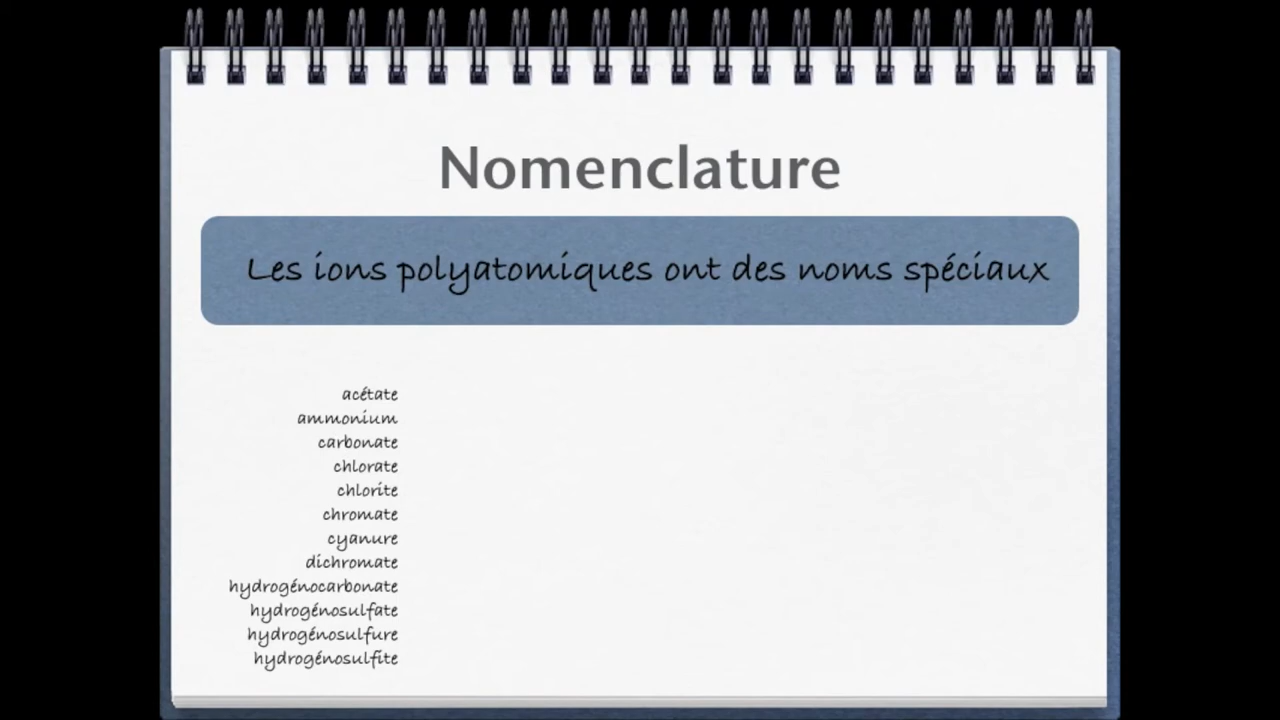 Nomenclature
Les ions polyatomiques ont des noms spéciaux
acétate
ammonium
carbonate
chlorate
chlorite
chromate
cyanure
dichromate
hydrogénocarbonate
hydrogénosulfate
hydrogénosulfure
hydrogénosulfite